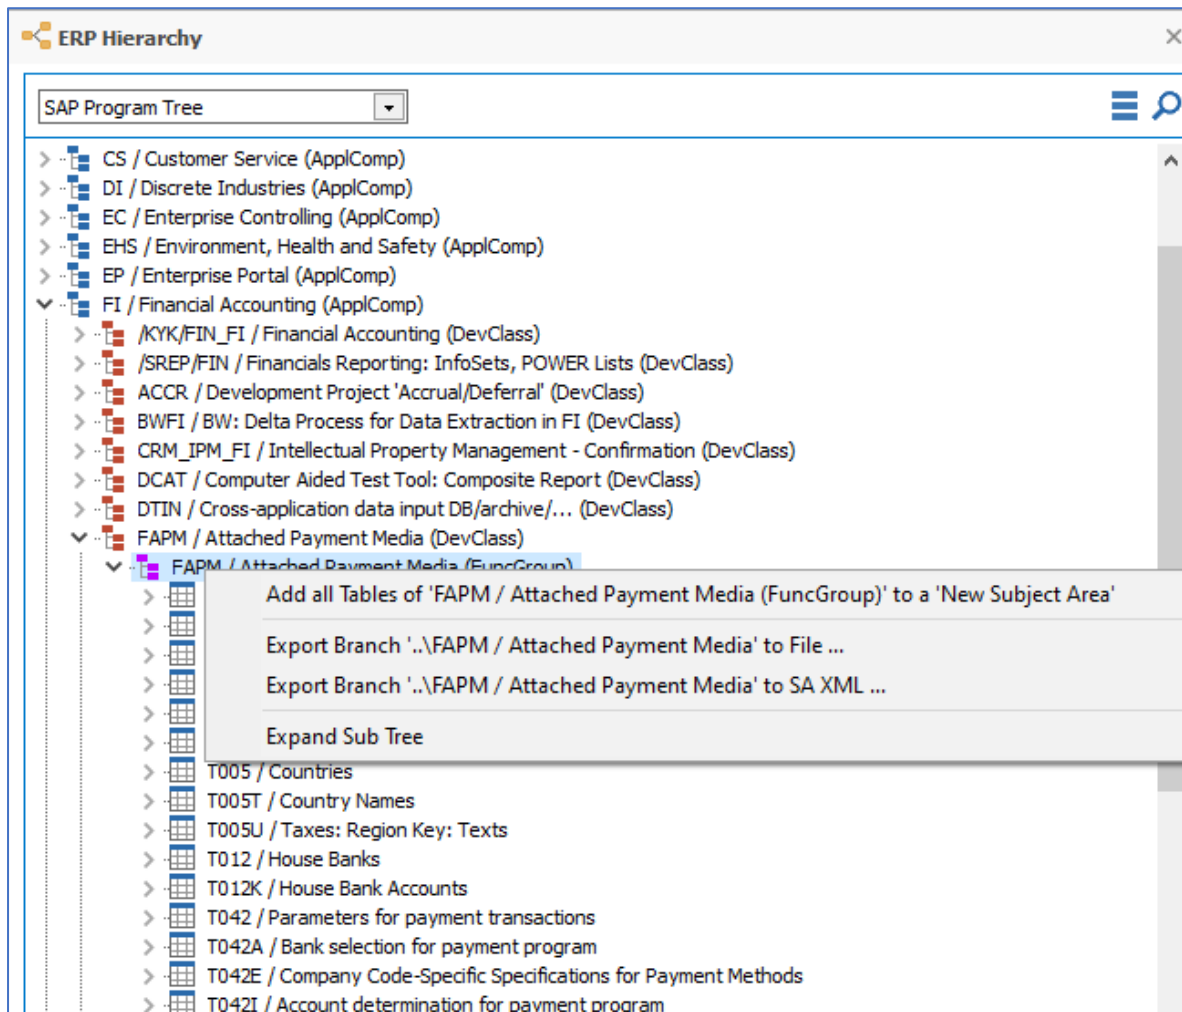 ERP Hierarchy
SAP Program Tree
CS / Customer Service (ApplComp)
DI / Discrete Industries (ApplComp)
EC / Enterprise Controlling (ApplComp)
EHS / Environment, Health and Safety (ApplComp)
EP / Enterprise Portal (ApplComp)
FI / Financial Accounting (ApplComp)
/KYK/FIN_FI / Financial Accounting (DevClass)
/SREP/FIN / Financials Reporting: InfoSets, POWER Lists (DevClass)
ACCR / Development Project 'Accrual/Deferral' (DevClass)
BWFI / BW: Delta Process for Data Extraction in FI (DevClass)
CRM_IPM_FI / Intellectual Property Management - Confirmation (DevClass)
DCAT / Computer Aided Test Tool: Composite Report (DevClass)
DTIN / Cross-application data input DB/archive/... (DevClass)
FAPM / Attached Payment Media (DevClass)
FAPM / Attached Payment Media (FuncGroup)
Add all Tables of 'FAPM / Attached Payment Media (FuncGroup)' to a 'New Subject Area'
Export Branch '..\FAPM / Attached Payment Media' to File ...
Export Branch '..\FAPM / Attached Payment Media' to SA XML ...
Expand Sub Tree
T005 / Countries
T005T / Country Names
T005U / Taxes: Region Key: Texts
T012 / House Banks
T012K / House Bank Accounts
T042 / Parameters for payment transactions
T042A / Bank selection for payment program
T042E / Company Code-Specific Specifications for Payment Methods
T042I / Account determination for payment program